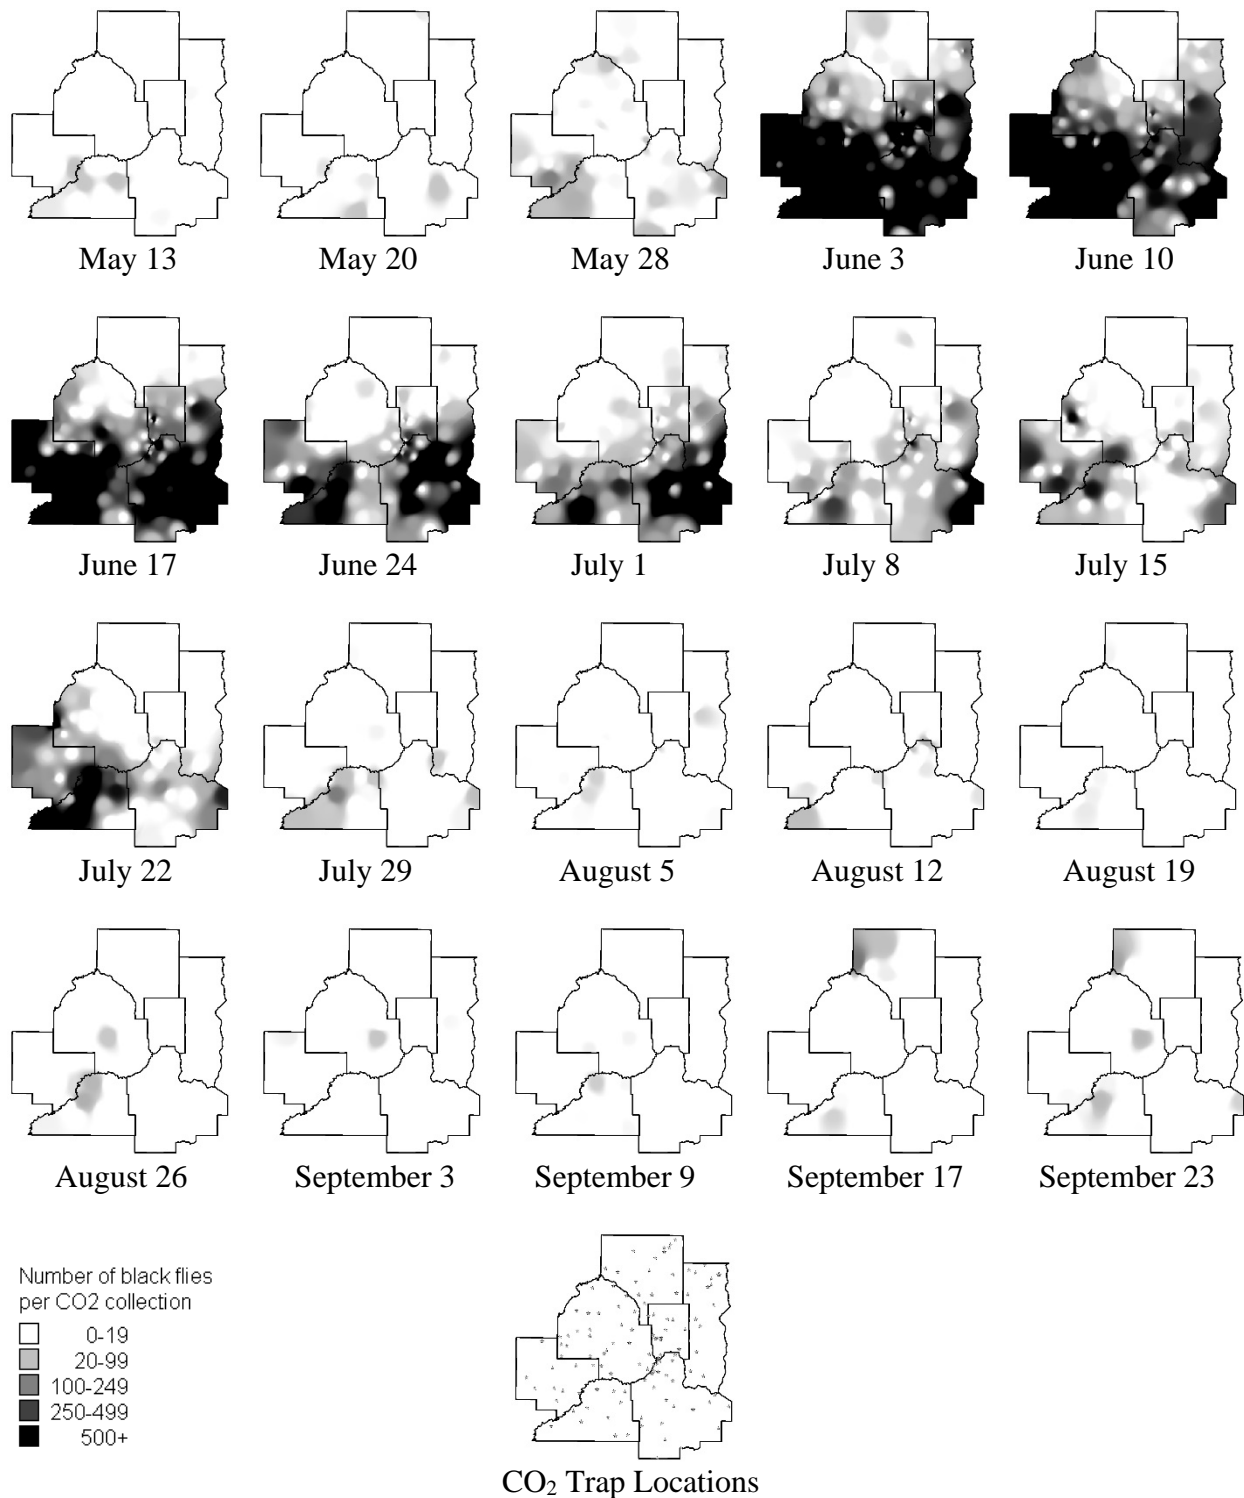 May 13
May 20
May 28
June 3
June 10
June 17
June 24
July 1
July 8
July 15
July 22
July 29
August 5
August 12
August 19
August 26
September 3
September 9
September 17
September 23
Number of black flies
per CO2 collection
0-19
20-99
100-249
250-499
500+
CO₂ Trap Locations